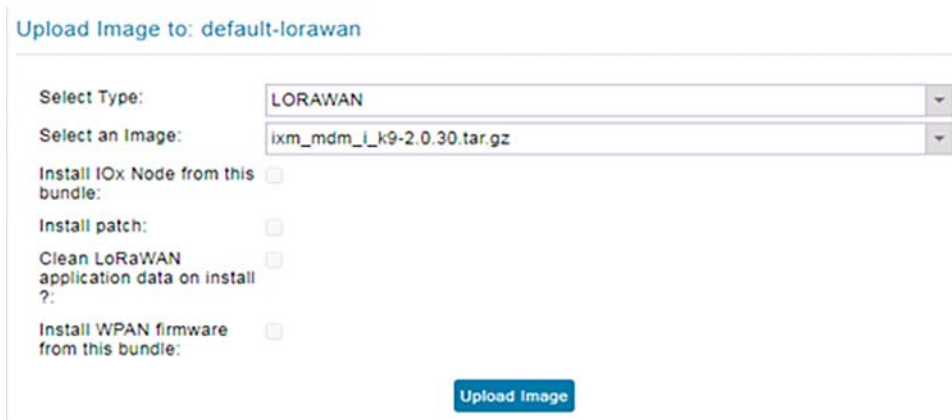 Upload Image to: default-lorawan
Select Type:
LORAWAN
Select an Image:
ixm_mdm_i_k9-2.0.30.tar.gz
Install IOx Node from this
bundle:
Install patch:
Clean LoRaWAN
application data on install
?:
Install WPAN firmware
from this bundle:
Upload Image